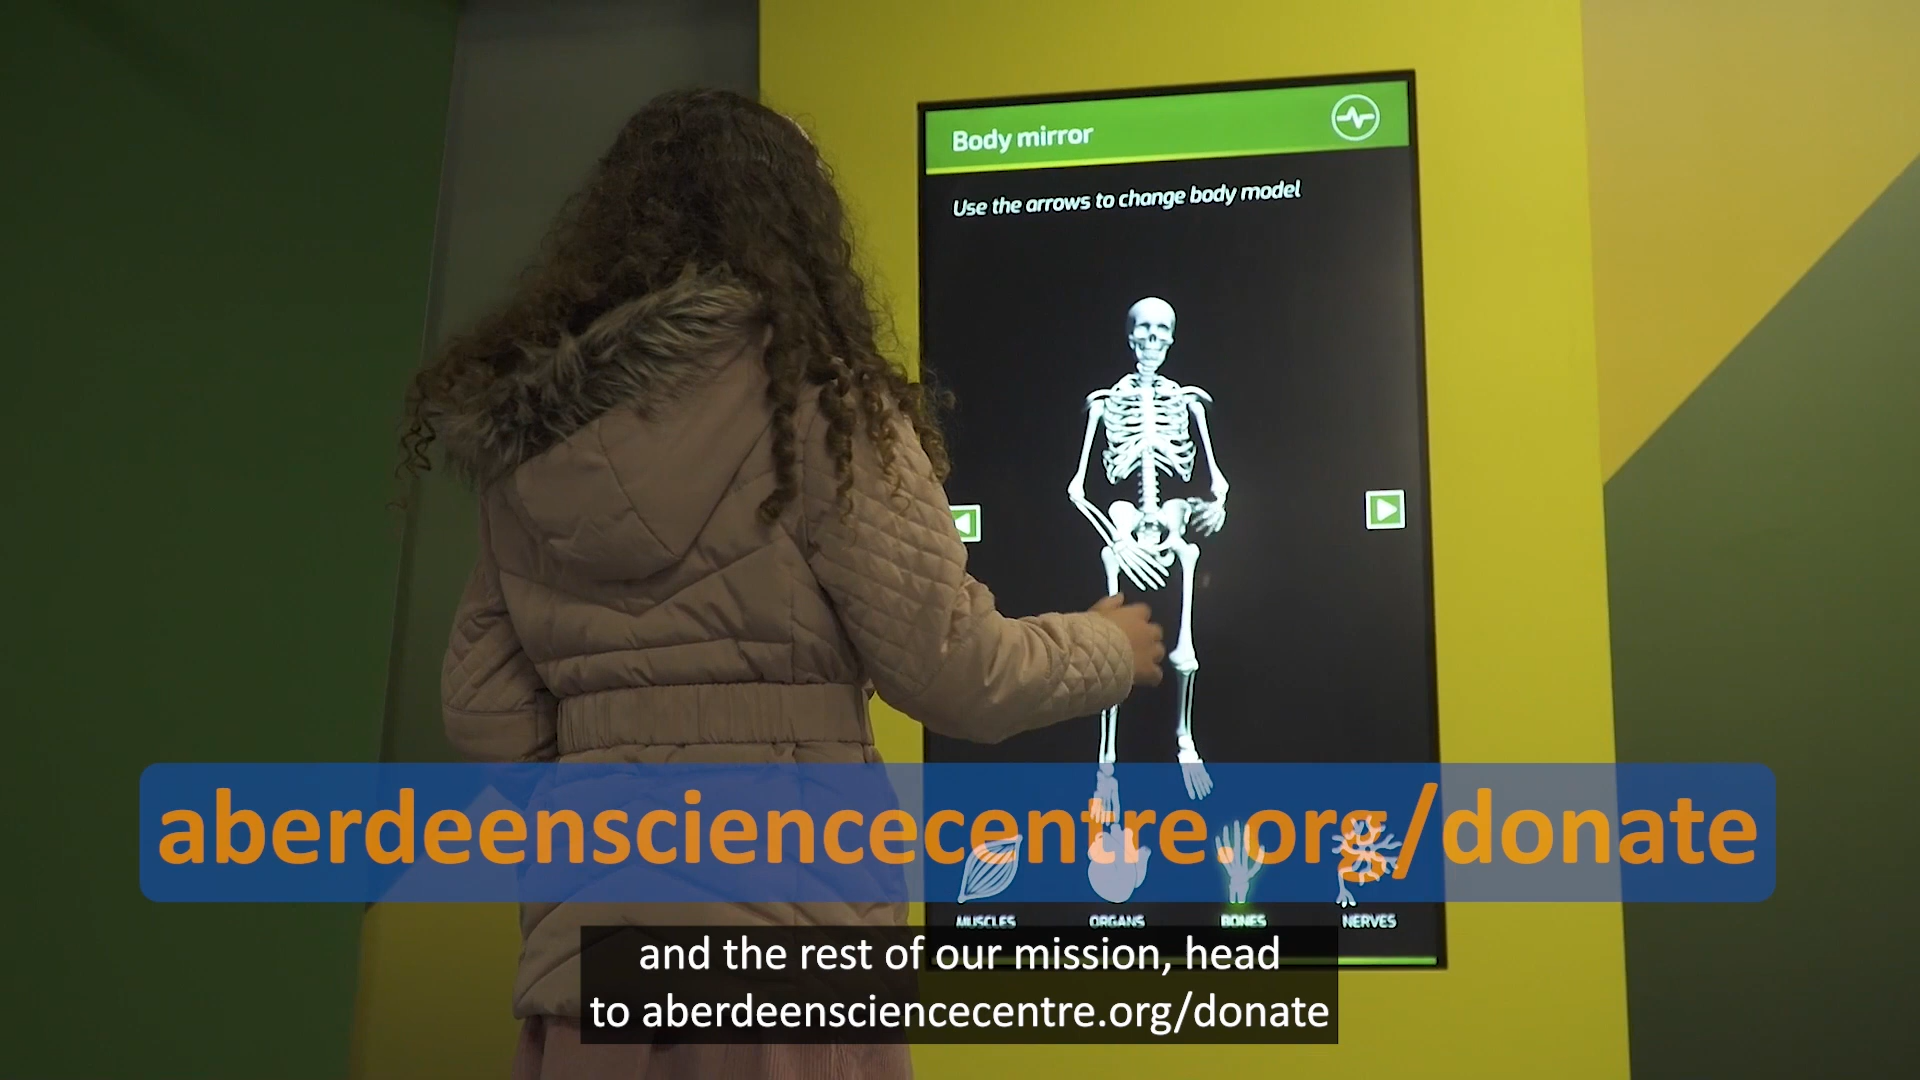 Body mirror
Use the arrows to change body model
aberdeensciencecentre.org/donate
MUSCLES ORGANS BONES NERVES
and the rest of our mission, head
to aberdeensciencecentre.org/donate